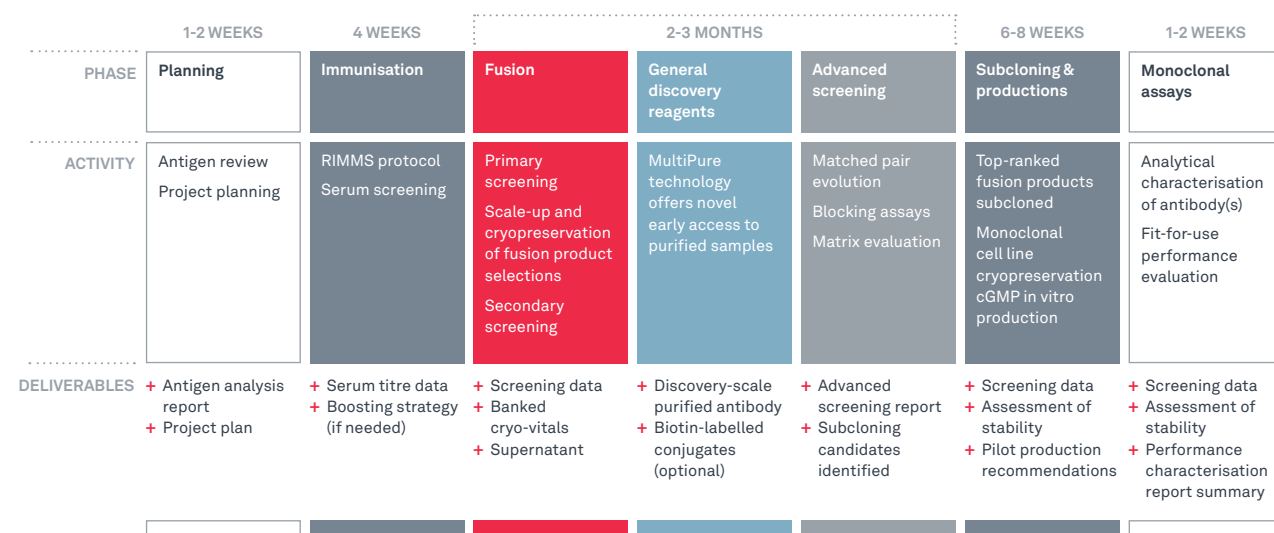 1-2 WEEKS
4 WEEKS
2-3 MONTHS
6-8 WEEKS
1-2 WEEKS
PHASE
Planning
Immunisation
Fusion
General
discovery
reagents
Advanced
screening
Subcloning &
productions
Monoclonal
assays
ACTIVITY
Antigen review
Project planning
RIMMS protocol
Serum screening
Primary
screening
Scale-up and
cryopreservation
of fusion product
selections
Secondary
screening
MultiPure
technology
offers novel
early access to
purified samples
Matched pair
evolution
Blocking assays
Matrix evaluation
Top-ranked
fusion products
subcloned
Monoclonal
cell line
cryopreservation
cGMP in vitro
production
Analytical
characterisation
of antibody(s)
Fit-for-use
performance
evaluation
DELIVERABLES
+ Antigen analysis
report
+ Project plan
+ Serum titre data
+ Boosting strategy
(if needed)
+ Screening data
+ Banked
cryo-vitals
+ Supernatant
+ Discovery-scale
purified antibody
+ Biotin-labelled
conjugates
(optional)
+ Advanced
screening report
+ Subcloning
candidates
identified
+ Screening data
+ Assessment of
stability
+ Pilot production
recommendations
+ Screening data
+ Assessment of
stability
+ Performance
characterisation
report summary